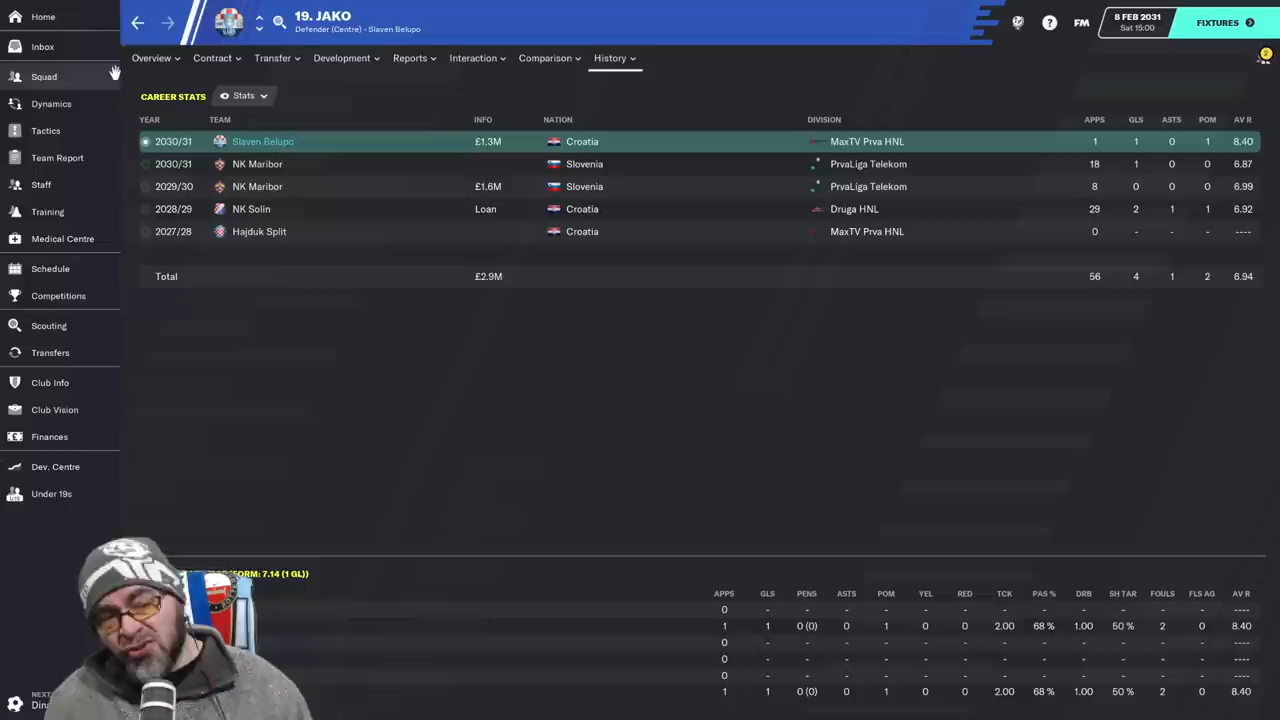 Home
19. JAKO
Defender (Centre) - Slaven Belupo
FM
8 FEB 2031
Sat 15:00
FIXTURES
Inbox
Squad
Dynamics
Tactics
Team Report
Staff
Training
Medical Centre
Schedule
Competitions
Scouting
Transfers
Club Info
Club Vision
Finances
Dev. Centre
Under 19s
Overview Contract Transfer Development Reports Interaction Comparison History
2
CAREER STATS Stats
YEAR TEAM INFO NATION DIVISION APPS GLS ASTS POM AV R
2030/31 Slaven Belupo £1.3M Croatia MaxTV Prva HNL 1 1 0 1 8.40
2030/31 NK Maribor Slovenia PrvaLiga Telekom 18 1 0 0 6.87
2029/30 NK Maribor £1.6M Slovenia PrvaLiga Telekom 8 0 0 0 6.99
2028/29 NK Solin Loan Croatia Druga HNL 29 2 1 1 6.92
2027/28 Hajduk Split Croatia MaxTV Prva HNL 0 - - - ----
Total £2.9M 56 4 1 2 6.94
FORM: 7.14 (1 GL))
APPS GLS PENS ASTS POM YEL RED TCK PAS % DRB SH TAR FOULS FLS AG AV R
0 - - - - - - - - - - - - ----
1 1 0 (0) 0 1 0 0 2.00 68 % 1.00 50 % 2 0 8.40
0 - - - - - - - - - - - - ----
0 - - - - - - - - - - - - ----
0 - - - - - - - - - - - - ----
1 1 0 (0) 0 1 0 0 2.00 68 % 1.00 50 % 2 0 8.40
NEXT
Dina